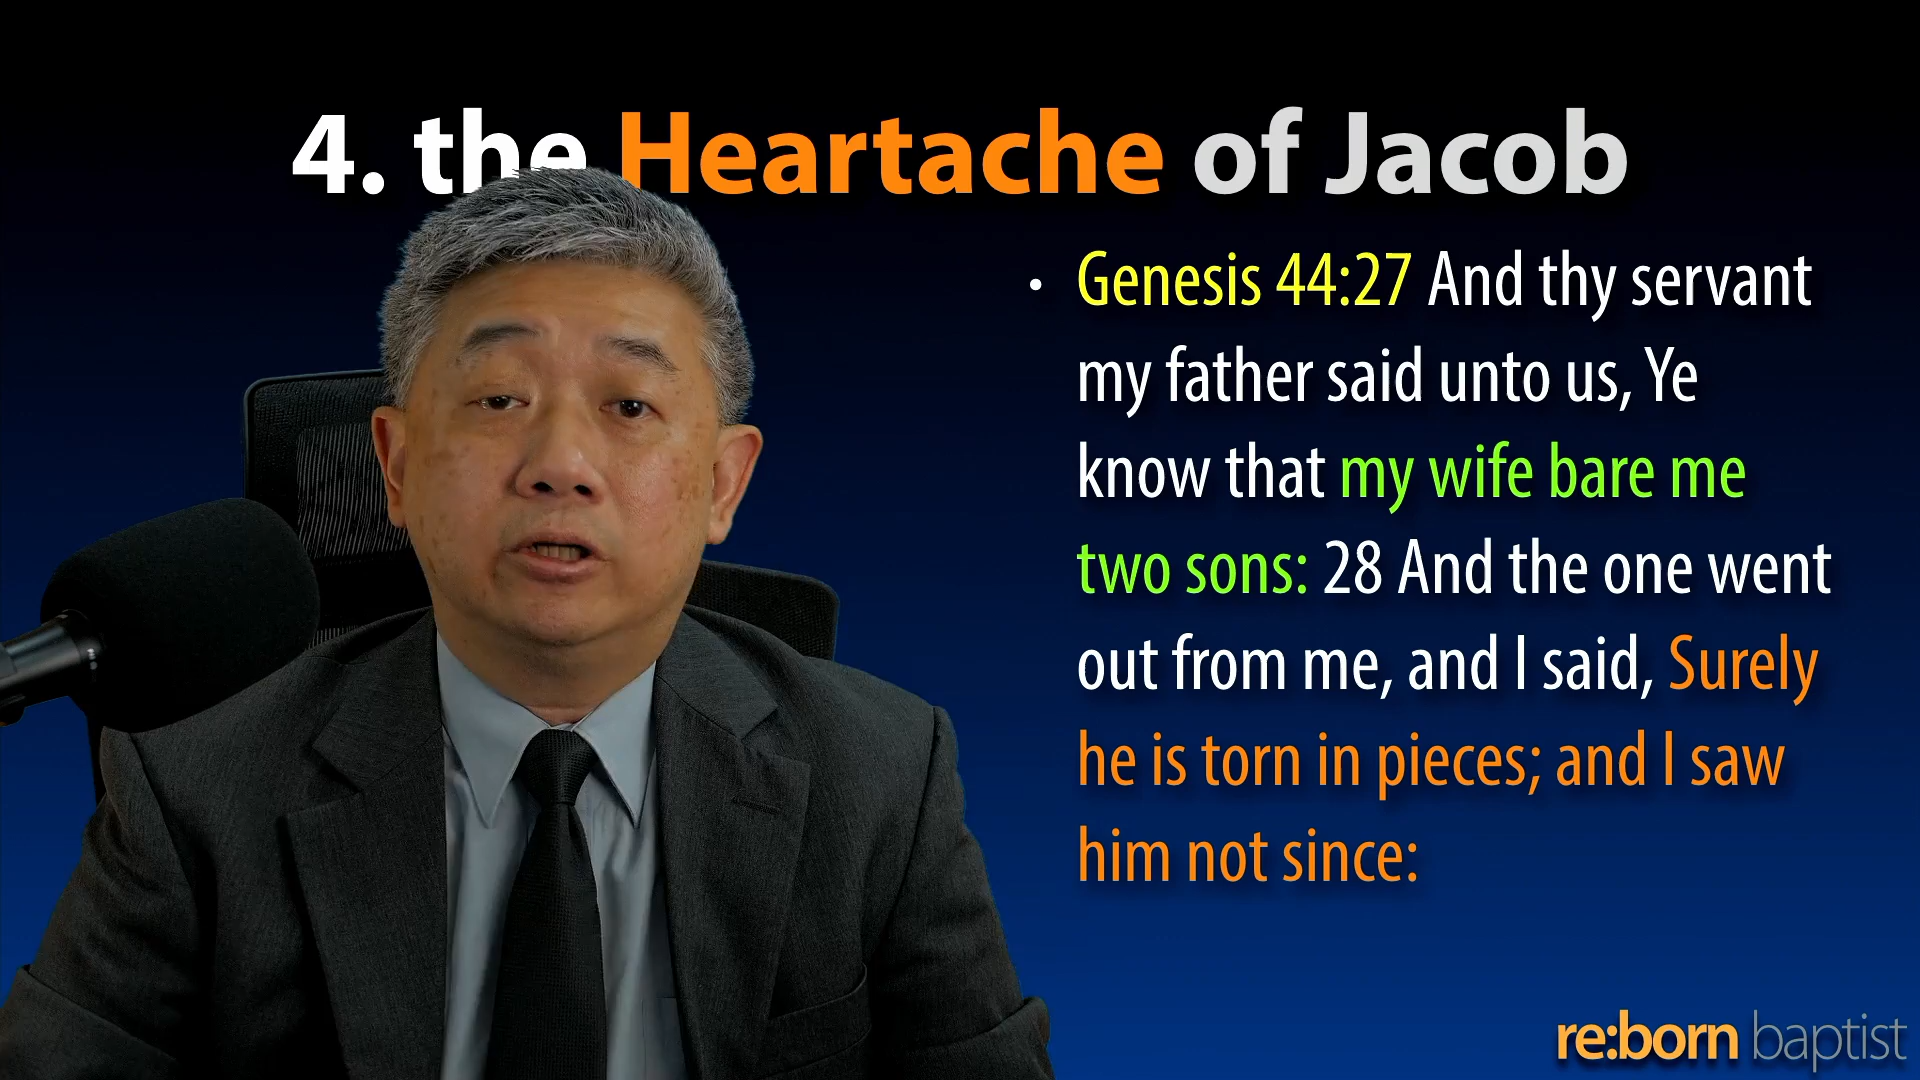 4. the Heartache of Jacob
• Genesis 44:27 And thy servant
my father said unto us, Ye
know that my wife bare me
two sons: 28 And the one went
out from me, and I said, Surely
he is torn in pieces; and I saw
him not since:
re:born baptist